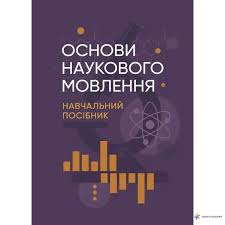 ОСНОВИ
НАУКОВОГО
МОВЛЕННЯ
НАВЧАЛЬНИЙ
ПОСІБНИК